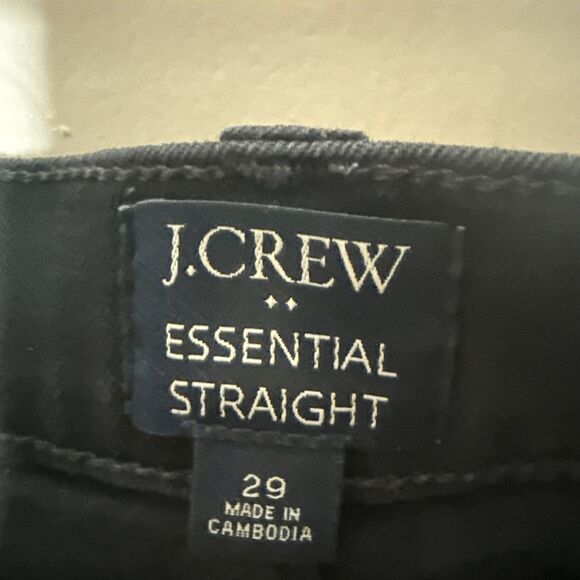 J.CREW
ESSENTIAL
STRAIGHT
29
MADE IN
CAMBODIA